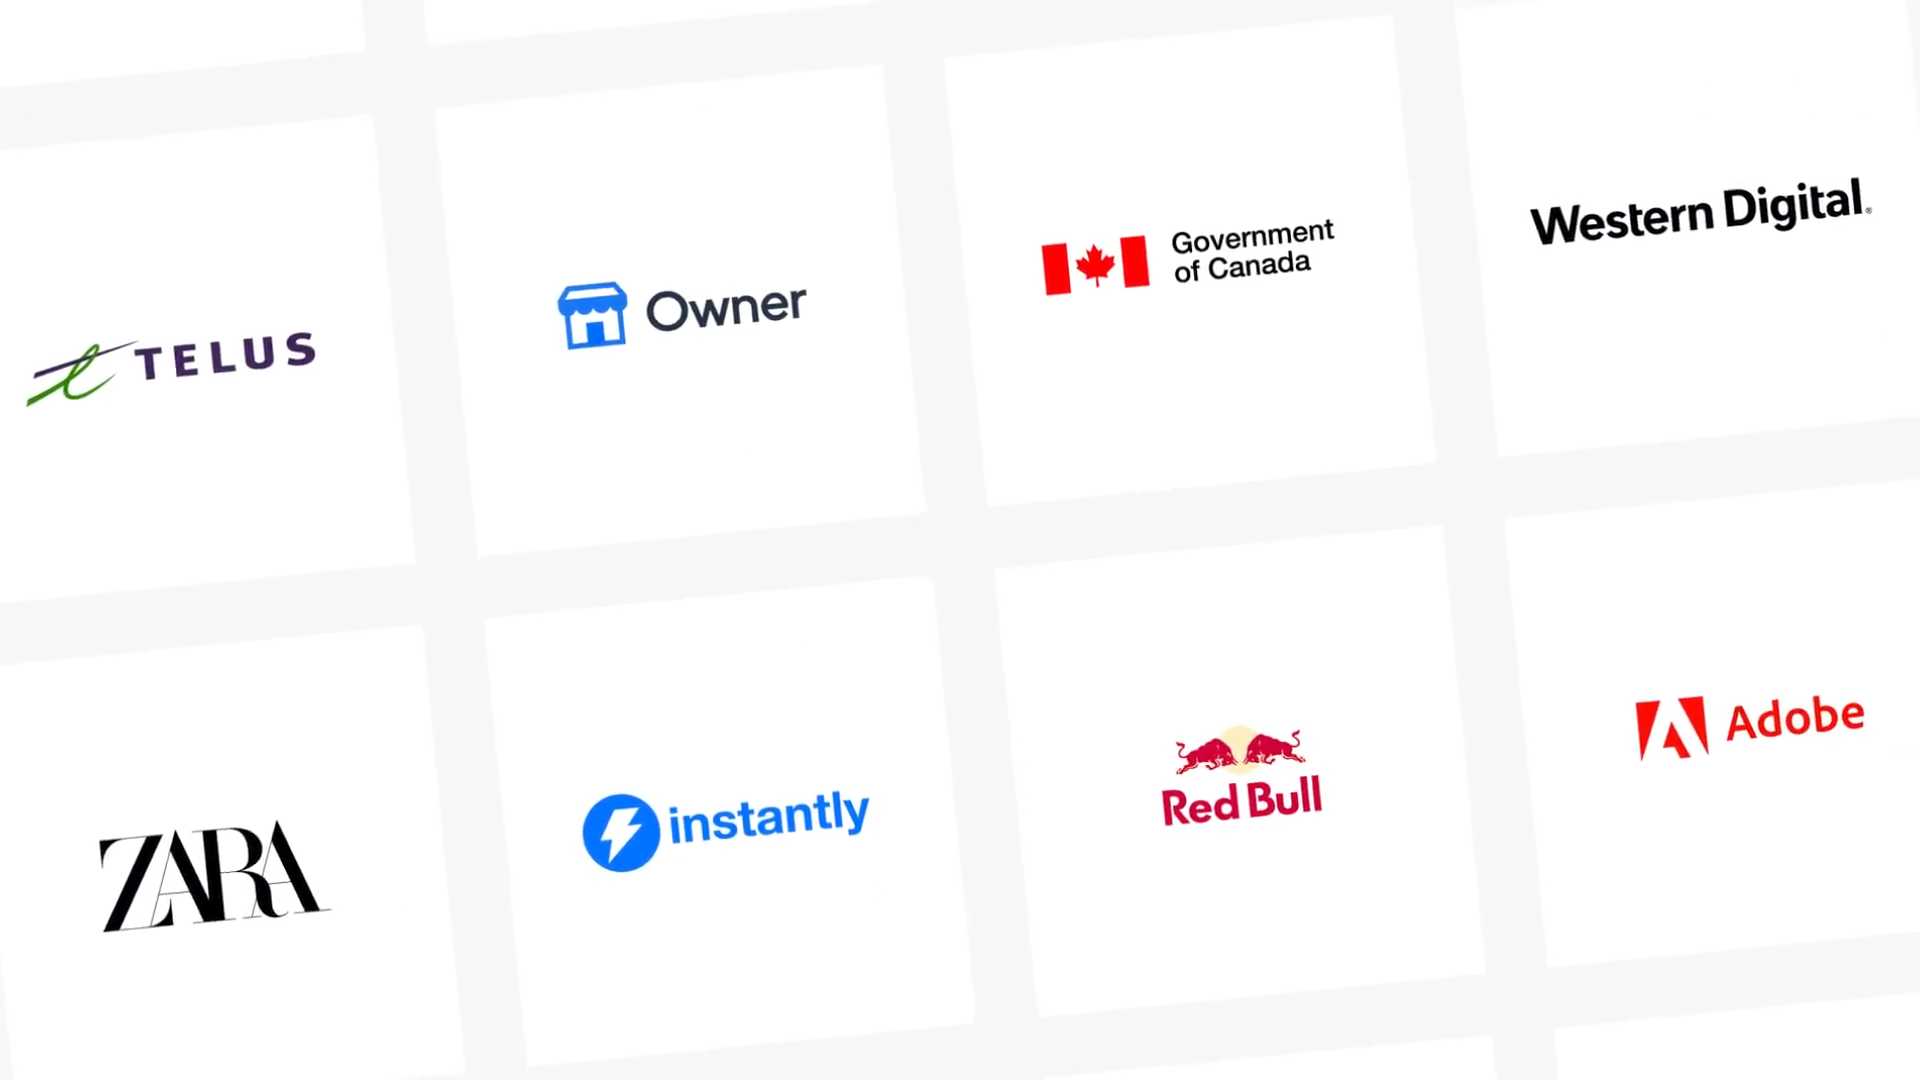 TELUS
Owner
Government
of Canada
Western Digital®
ZARA
instantly
Red Bull
Adobe